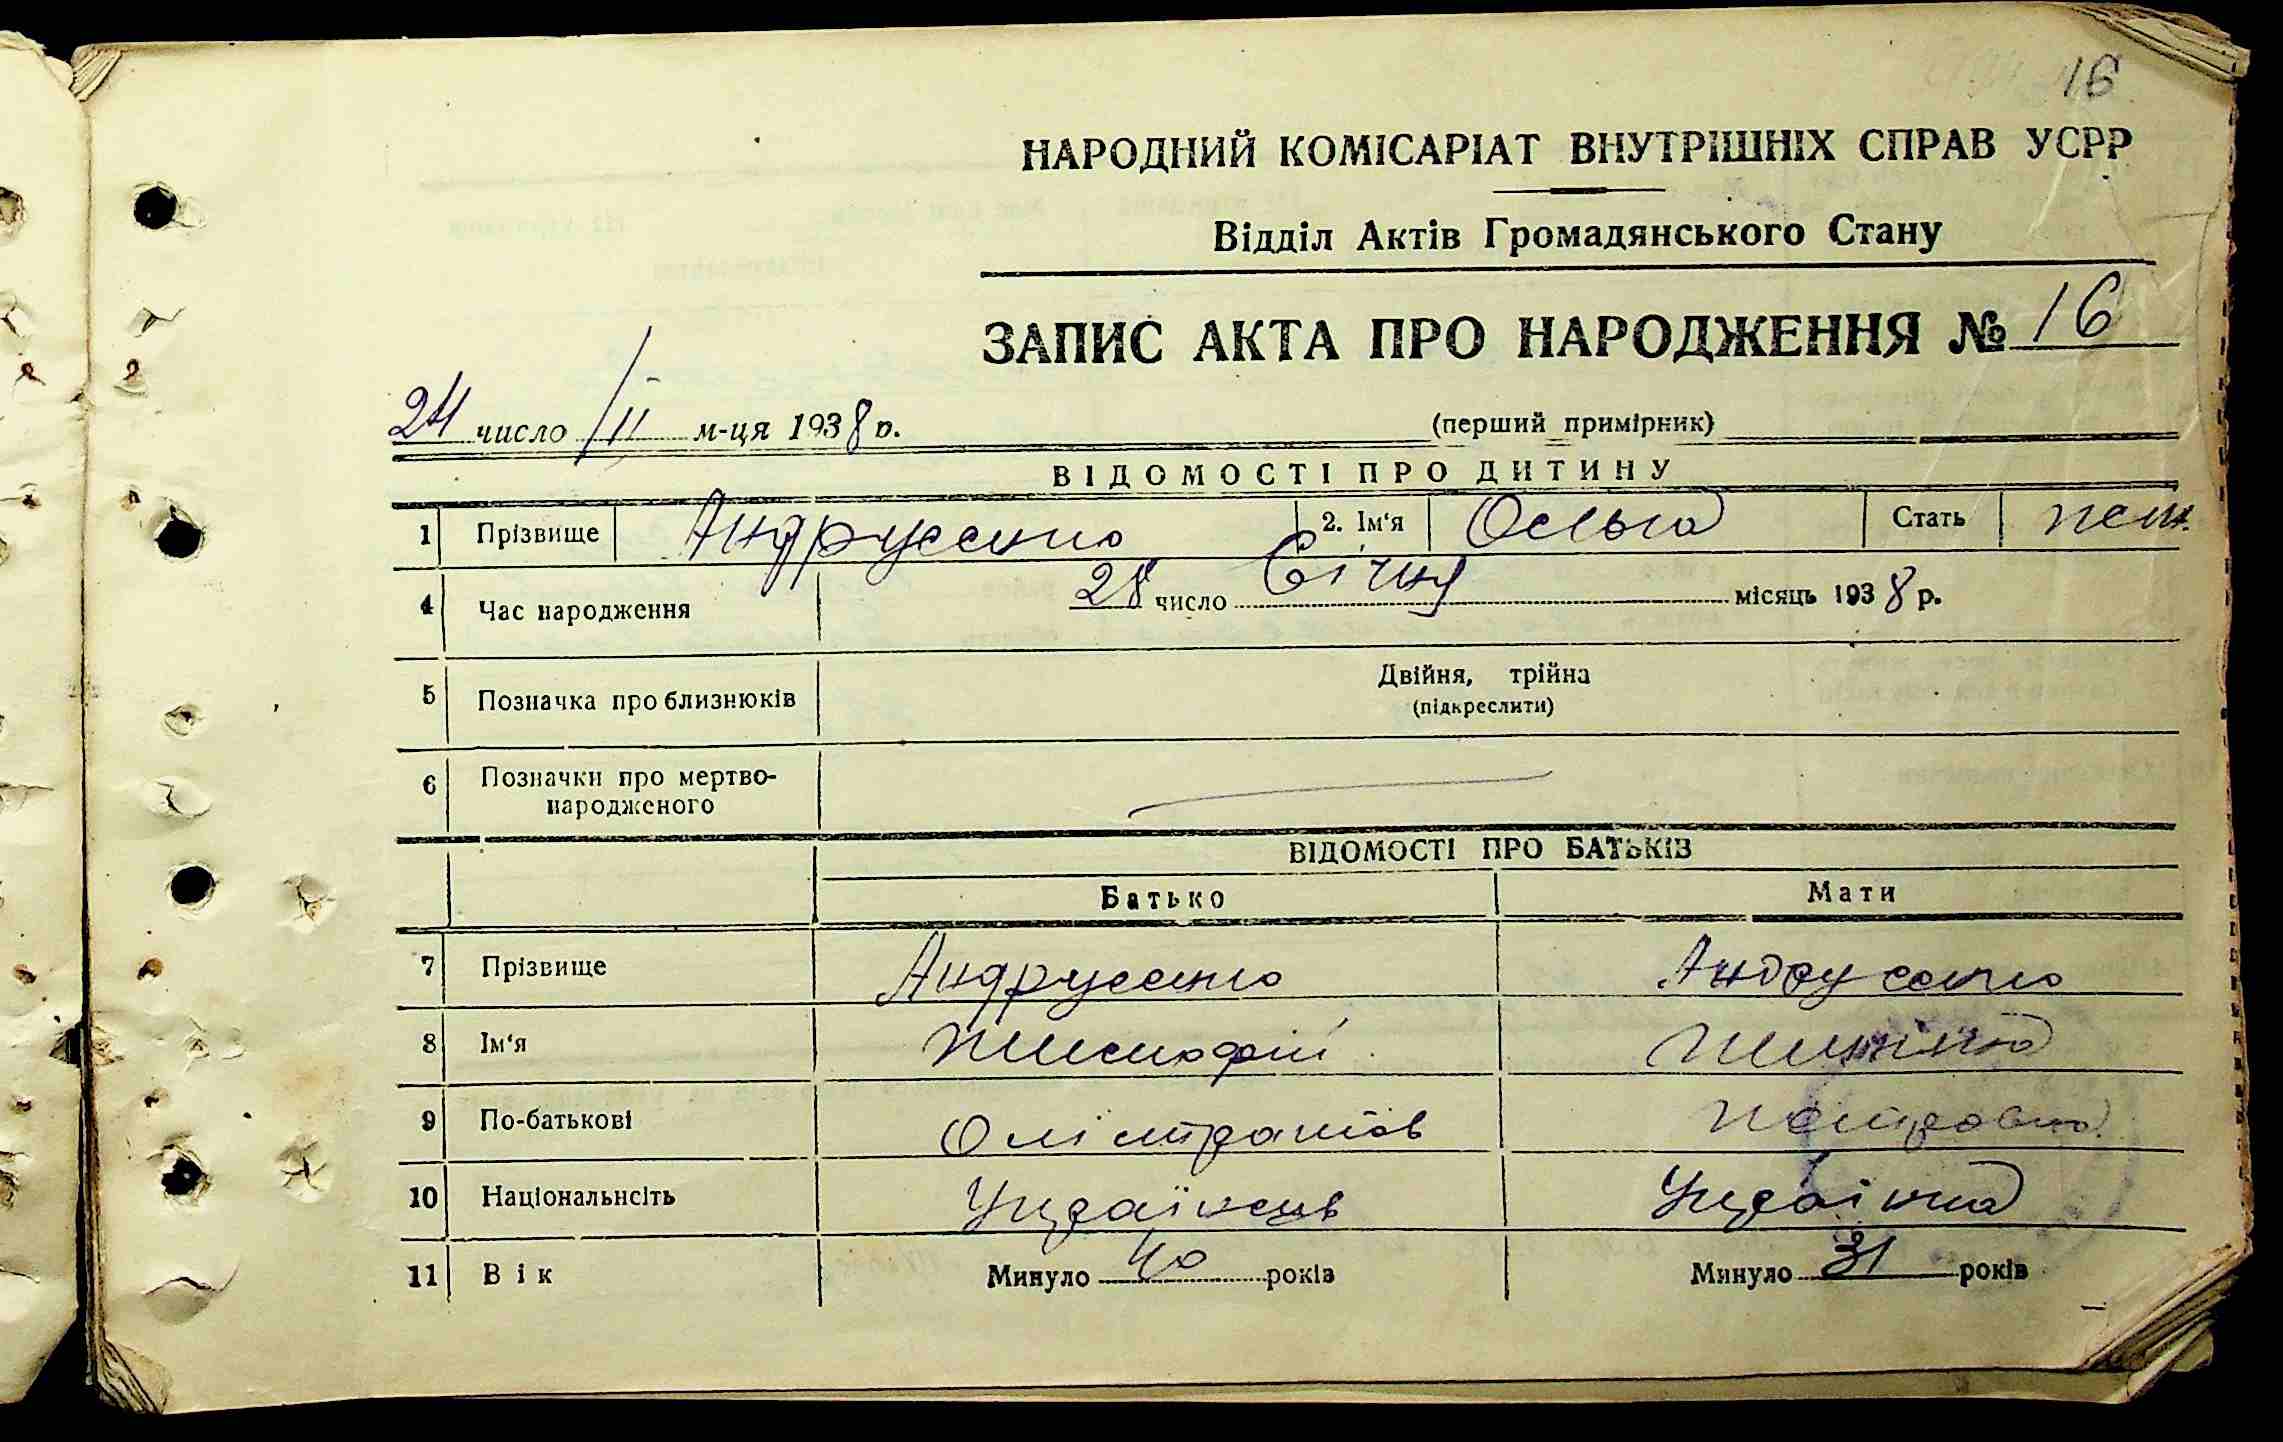 16
НАРОДНИЙ КОМІСАРІАТ ВНУТРІШНІХ СПРАВ УСРР
Відділ Актів Громадянського Стану
ЗАПИС АКТА ПРО НАРОДЖЕННЯ № 16
24 число /II м-ця 1938 р. (перший примірник)
ВІДОМОСТІ ПРО ДИТИНУ
1 Прізвище Андрусенко 2. Ім'я Ольга Стать жен.
4 Час народження 28 число Січня місяць 1938 р.
5 Позначка про близнюків Двійня, трійна
(підкреслити)
6 Позначки про мертво-
народженого
ВІДОМОСТІ ПРО БАТЬКІВ
Батько Мати
7 Прізвище Андрусенко Андрусенко
8 Ім'я Тимофій
9 По-батькові Петровна
10 Національнсіть Українець Українка
11 Вік Минуло 40 років Минуло 31 років